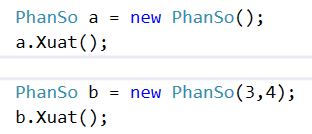 PhanSo a = new PhanSo();
a.Xuat();
PhanSo b = new PhanSo(3,4);
b.Xuat();